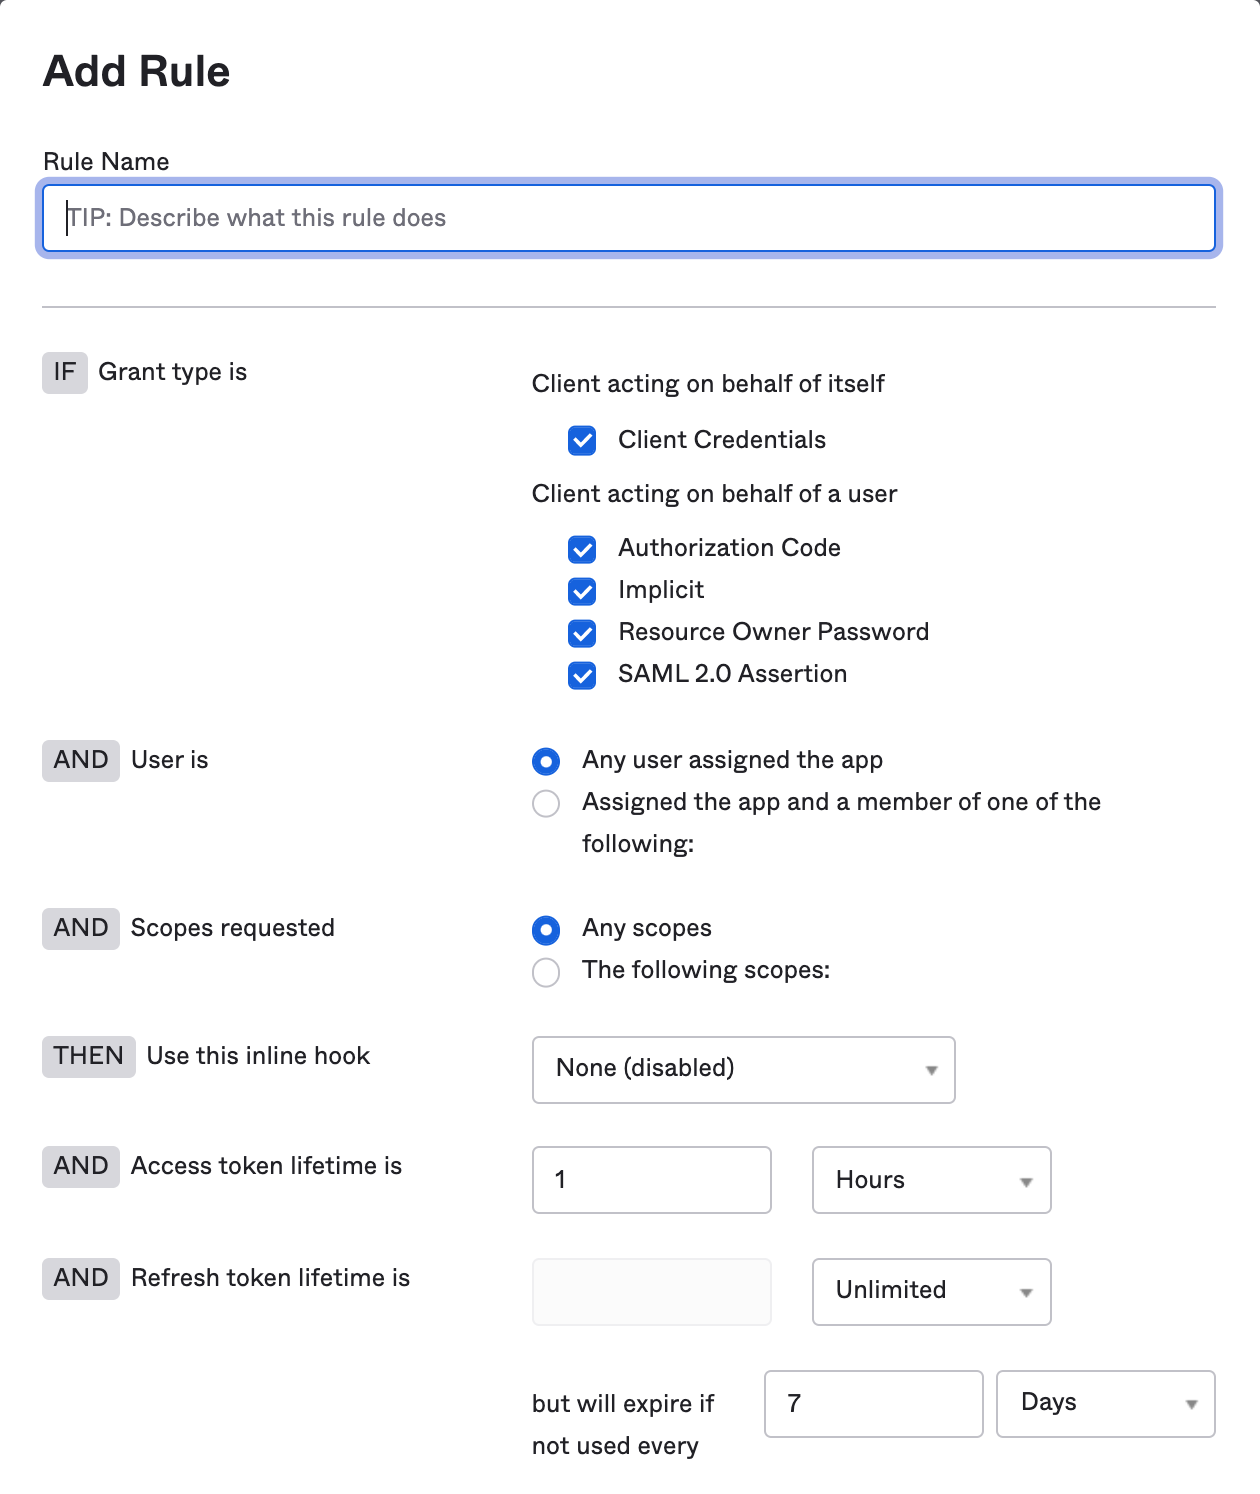 Add Rule
Rule Name
TIP: Describe what this rule does
IF Grant type is
Client acting on behalf of itself
Client Credentials
Client acting on behalf of a user
Authorization Code
Implicit
Resource Owner Password
SAML 2.0 Assertion
AND User is
Any user assigned the app
Assigned the app and a member of one of the
following:
AND Scopes requested
Any scopes
The following scopes:
THEN Use this inline hook
None (disabled)
AND Access token lifetime is
1
Hours
AND Refresh token lifetime is
Unlimited
but will expire if
not used every
7
Days